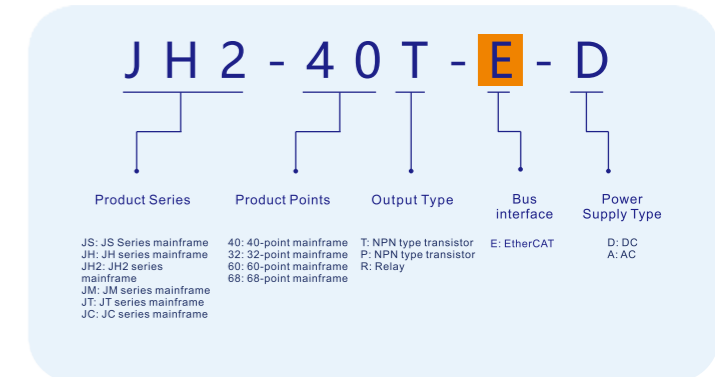 JH2-40T-E-D
Product Series
Product Points
Output Type
Bus
interface
Power
Supply Type
JS: JS Series mainframe
JH: JH series mainframe
JH2: JH2 series
mainframe
JM: JM series mainframe
JT: JT series mainframe
JC: JC series mainframe
40: 40-point mainframe
32: 32-point mainframe
60: 60-point mainframe
68: 68-point mainframe
T: NPN type transistor
P: NPN type transistor
R: Relay
E: EtherCAT
D: DC
A: AC